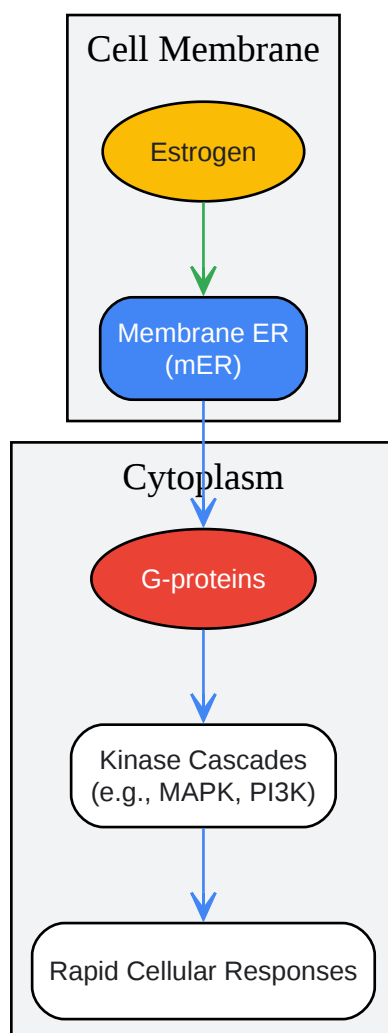 Cell Membrane
Estrogen
Membrane ER
(mER)
Cytoplasm
G-proteins
Kinase Cascades
(e.g., MAPK, PI3K)
Rapid Cellular Responses